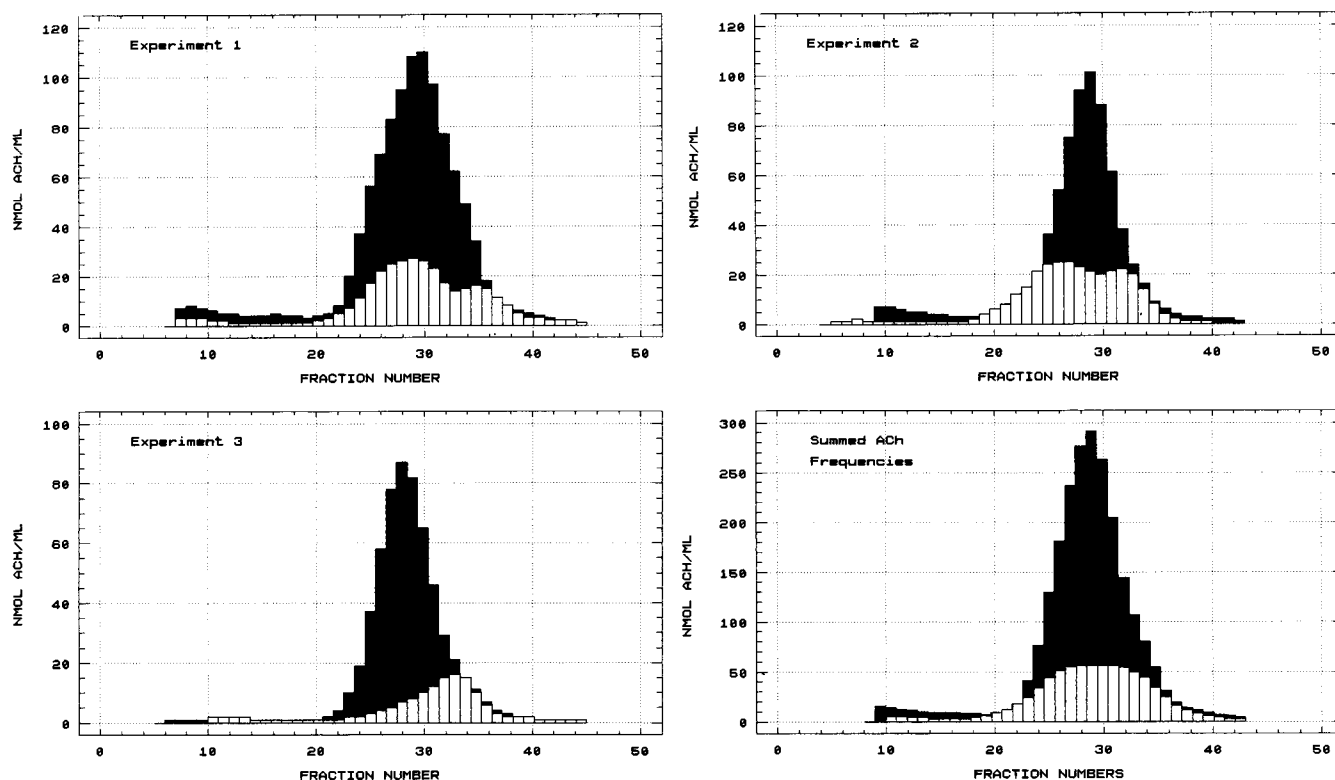 Experiment 1
120
100
80
60
40
20
0
NMOL ACH/ML
0 10 20 30 40 50
FRACTION NUMBER
Experiment 2
120
100
80
60
40
20
0
NMOL ACH/ML
0 10 20 30 40 50
FRACTION NUMBER
Experiment 3
100
80
60
40
20
0
NMOL ACH/ML
0 10 20 30 40 50
FRACTION NUMBER
Summed ACh
Frequencies
300
250
200
150
100
50
0
NMOL ACH/ML
0 10 20 30 40 50
FRACTION NUMBERS